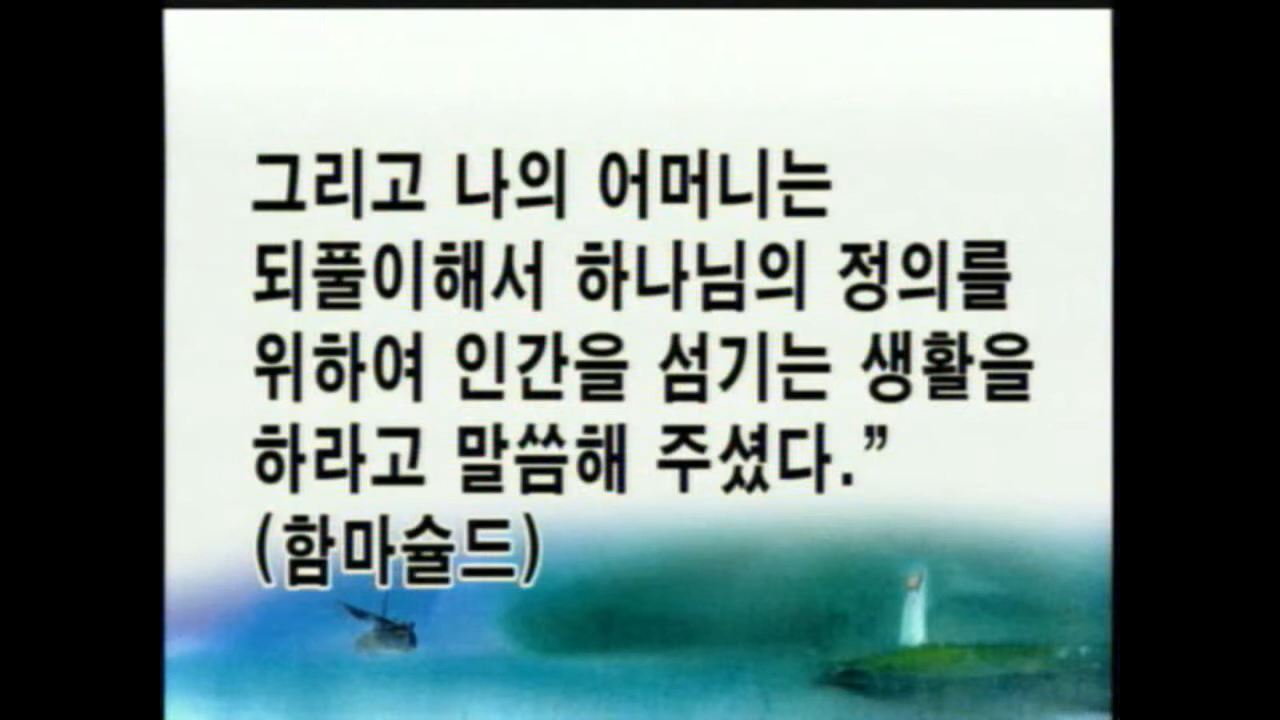 그리고 나의 어머니는
되풀이해서 하나님의 정의를
위하여 인간을 섬기는 생활을
하라고 말씀해 주셨다.”
(함마슐드)